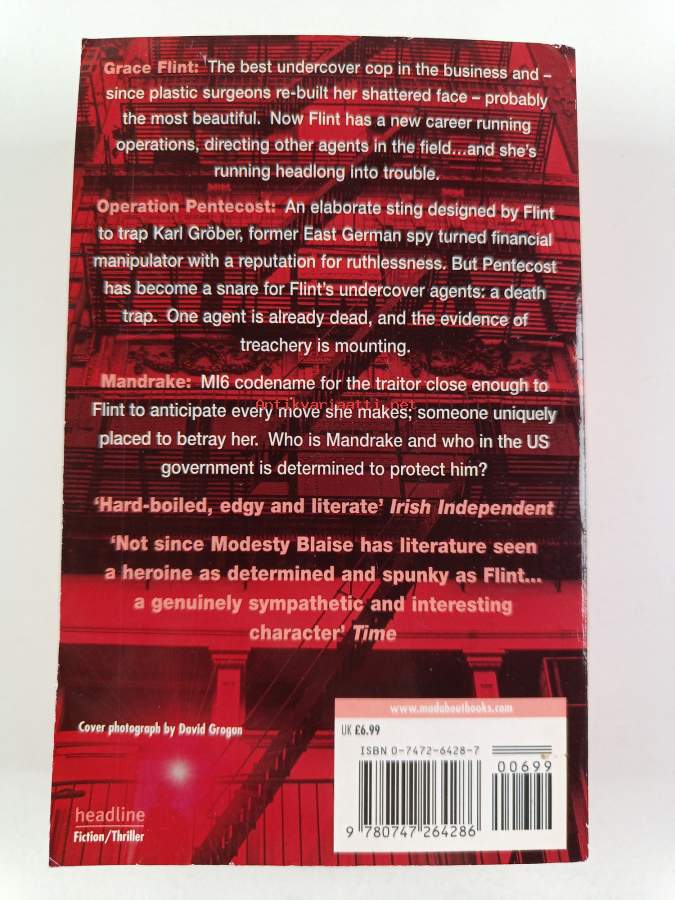 Grace Flint: The best undercover cop in the business and –
since plastic surgeons re-built her shattered face – probably
the most beautiful. Now Flint has a new career running
operations, directing other agents in the field...and she's
running headlong into trouble.
Operation Pentecost: An elaborate sting designed by Flint
to trap Karl Gröber, former East German spy turned financial
manipulator with a reputation for ruthlessness. But Pentecost
has become a snare for Flint's undercover agents: a death
trap. One agent is already dead, and the evidence of
treachery is mounting.
Mandrake: MI6 codename for the traitor close enough to
Antikvariaatti.net
Flint to anticipate every move she makes; someone uniquely
placed to betray her. Who is Mandrake and who in the US
government is determined to protect him?
'Hard-boiled, edgy and literate' Irish Independent
'Not since Modesty Blaise has literature seen
a heroine as determined and spunky as Flint...
a genuinely sympathetic and interesting
character' Time
www.madaboutbooks.com
Cover photograph by David Grogan
UK £6.99
ISBN 0-7472-6428-7
00699
9 780747 264286
headline
Fiction/Thriller